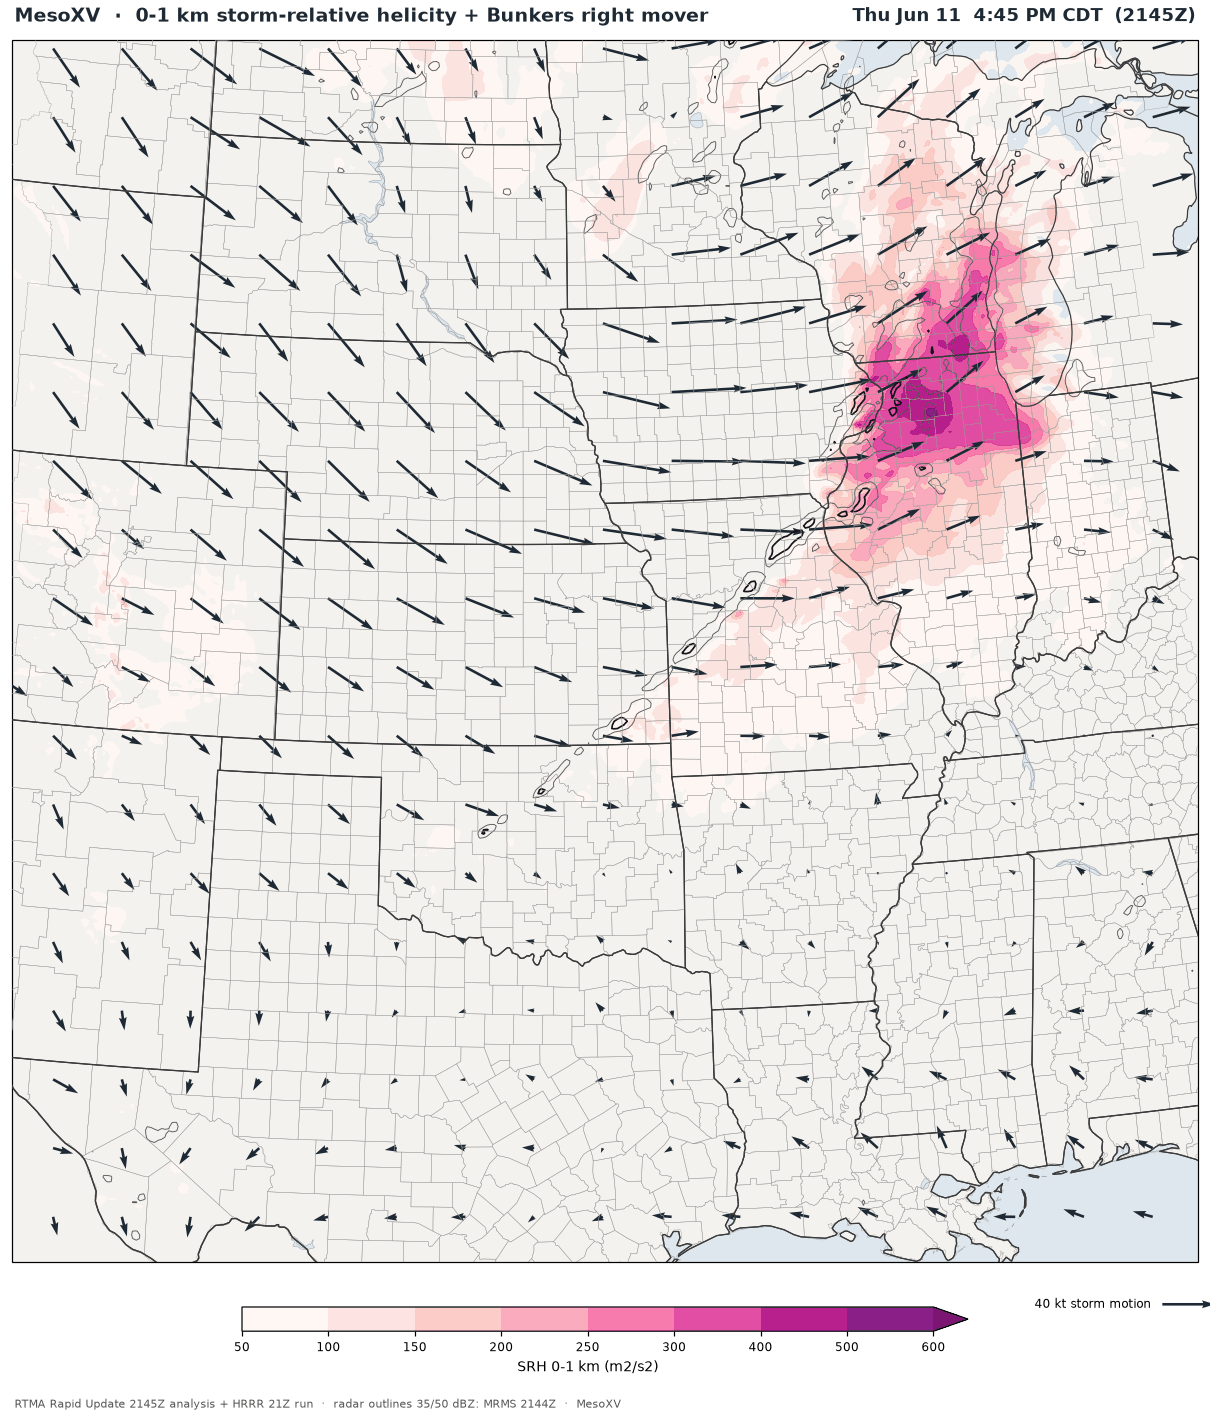 MesoXV · 0-1 km storm-relative helicity + Bunkers right mover
Thu Jun 11 4:45 PM CDT (2145Z)
40 kt storm motion
50 100 150 200 250 300 400 500 600
SRH 0-1 km (m2/s2)
RTMA Rapid Update 2145Z analysis + HRRR 21Z run · radar outlines 35/50 dBZ: MRMS 2144Z · MesoXV